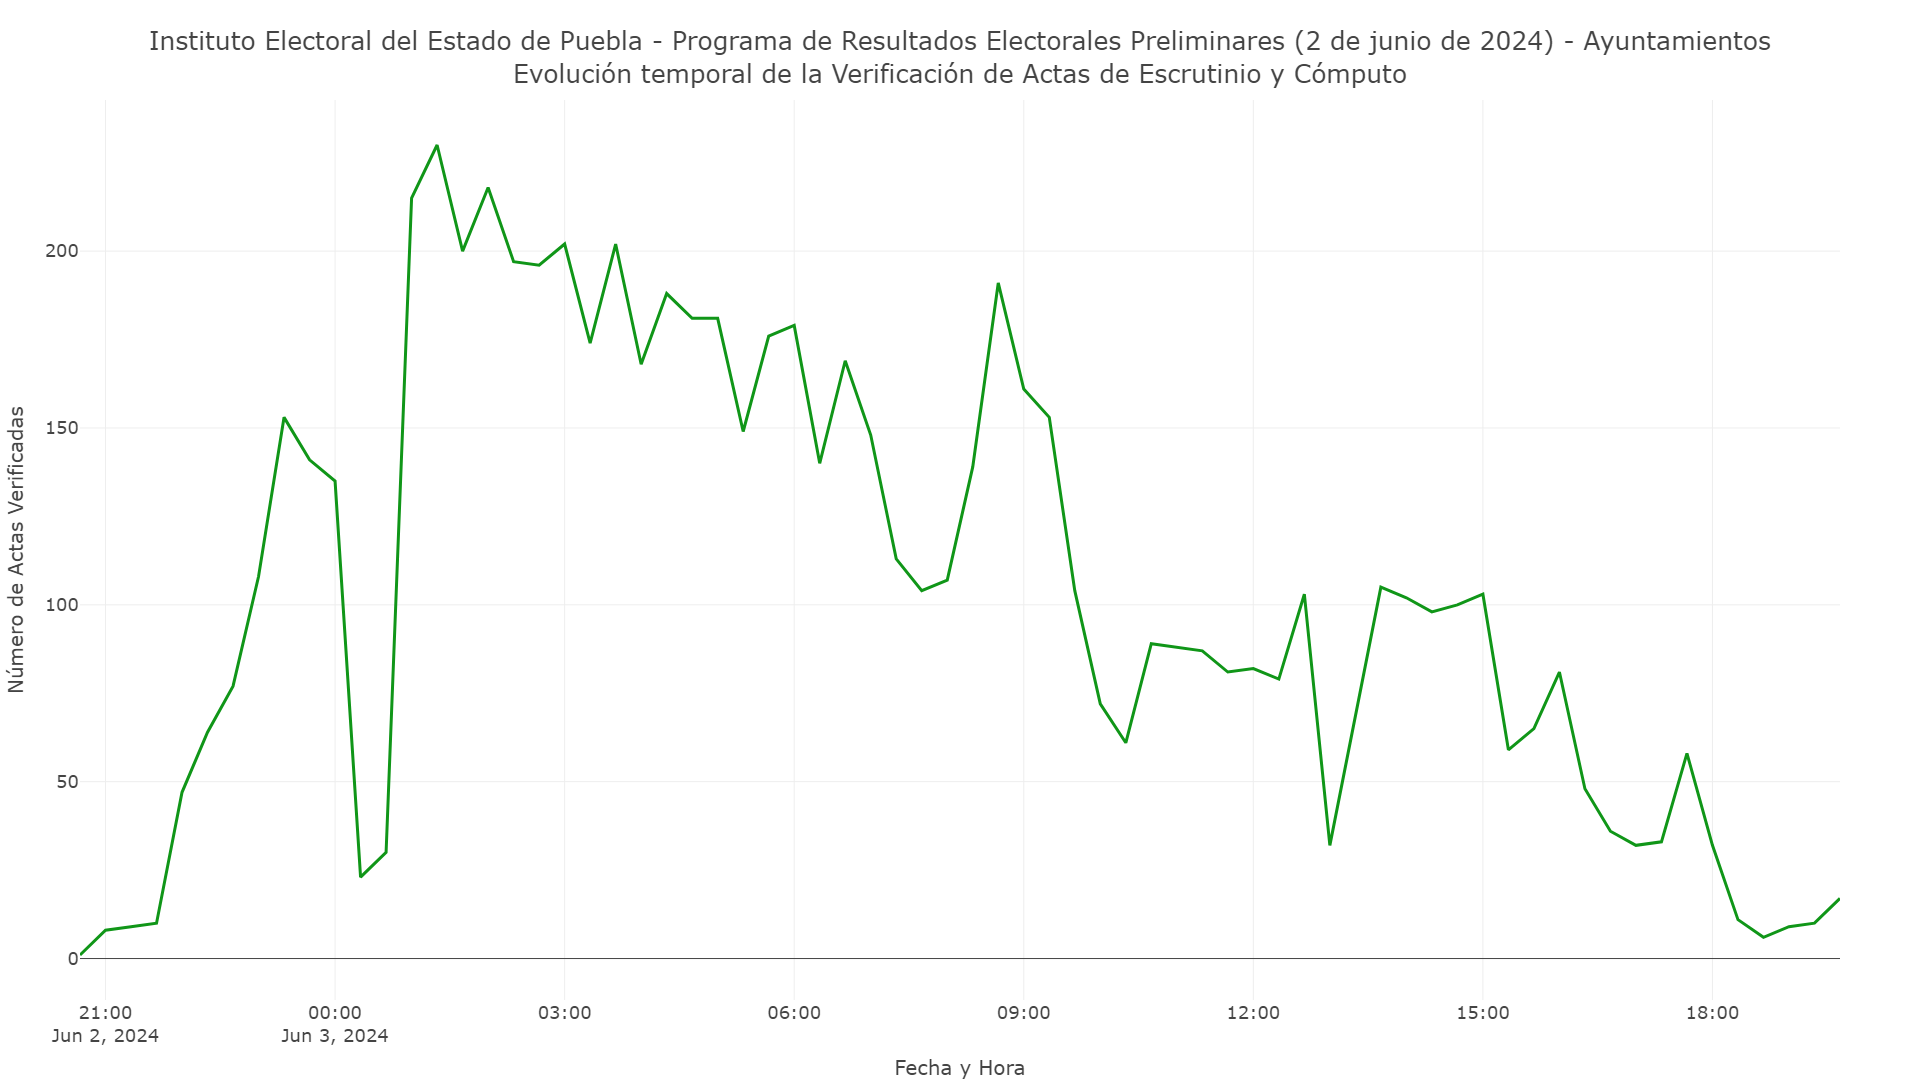 Instituto Electoral del Estado de Puebla - Programa de Resultados Electorales Preliminares (2 de junio de 2024) - Ayuntamientos
Evolución temporal de la Verificación de Actas de Escrutinio y Cómputo
Número de Actas Verificadas
200
150
100
50
0
21:00 00:00 03:00 06:00 09:00 12:00 15:00 18:00
Jun 2, 2024 Jun 3, 2024
Fecha y Hora